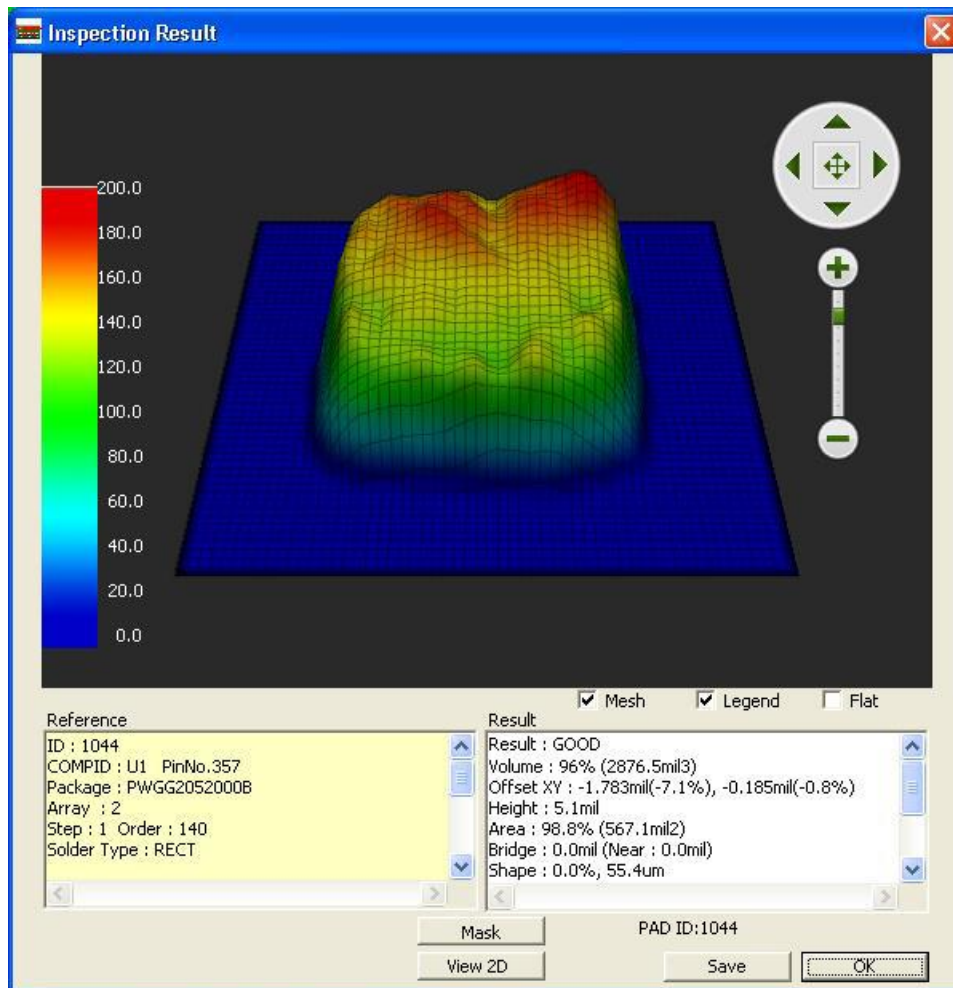 Inspection Result
200.0
180.0
160.0
140.0
120.0
100.0
80.0
60.0
40.0
20.0
0.0
Mesh
Legend
Flat
Reference
ID : 1044
COMPID : U1 PinNo.357
Package : PWGG2052000B
Array : 2
Step : 1 Order : 140
Solder Type : RECT
Result
Result : GOOD
Volume : 96% (2876.5mil3)
Offset XY : -1.783mil(-7.1%), -0.185mil(-0.8%)
Height : 5.1mil
Area : 98.8% (567.1mil2)
Bridge : 0.0mil (Near : 0.0mil)
Shape : 0.0%, 55.4um
Mask
PAD ID:1044
View 2D
Save
OK